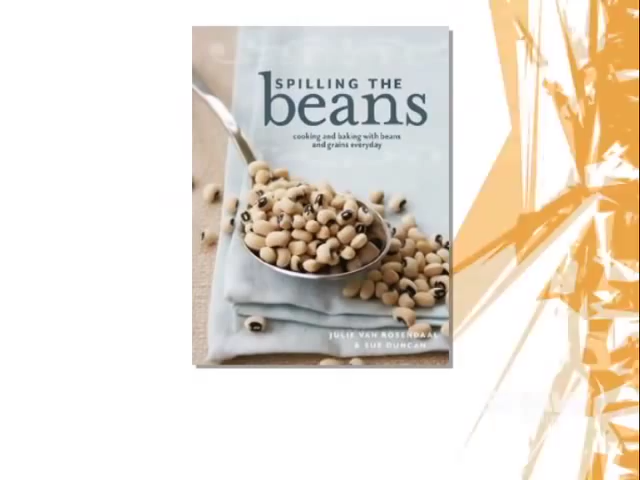 SPILLING THE
beans
cooking and baking with beans
and grains everyday
JULIE VAN ROSENDAAL
& SUE DUNCAN